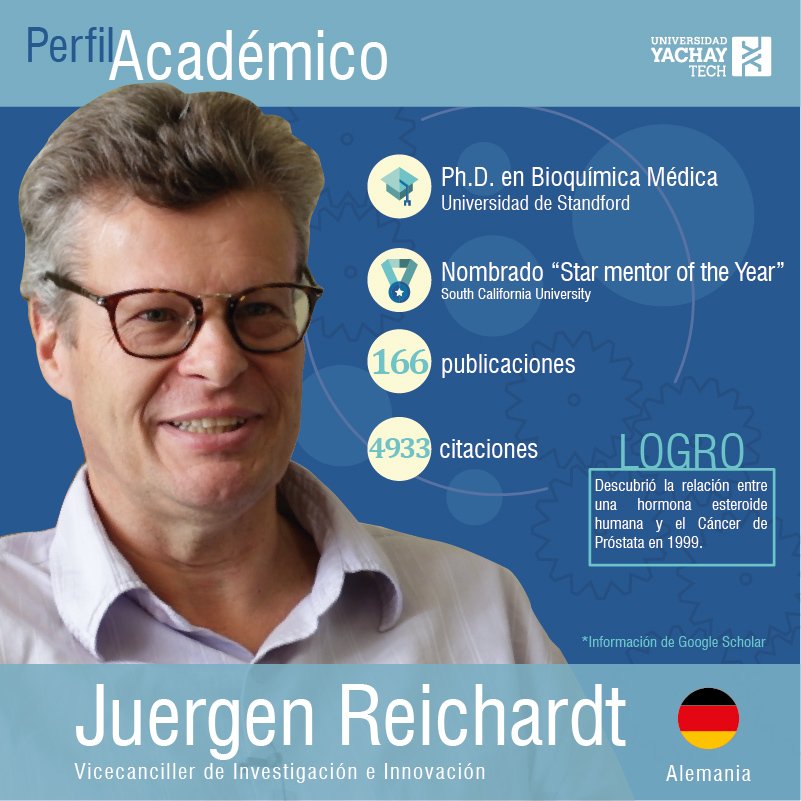 Perfil Académico
UNIVERSIDAD
YACHAY
TECH
Ph.D. en Bioquímica Médica
Universidad de Standford
Nombrado “Star mentor of the Year”
South California University
166 publicaciones
4933 citaciones
LOGRO
Descubrió la relación entre
una hormona esteroide
humana y el Cáncer de
Próstata en 1999.
*Información de Google Scholar
Juergen Reichardt
Vicecanciller de Investigación e Innovación
Alemania